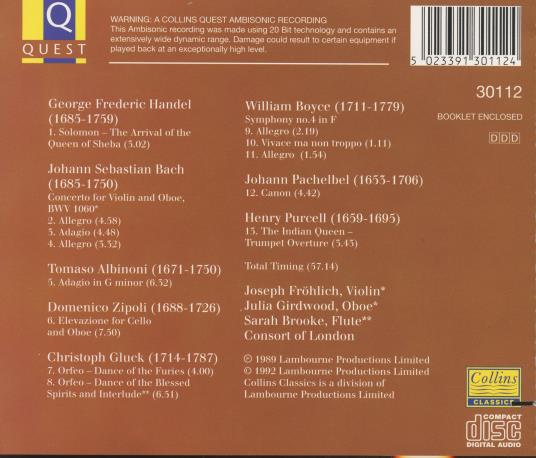 Q
QUEST
WARNING: A COLLINS QUEST AMBISONIC RECORDING
This Ambisonic recording was made using 20 Bit technology and contains an
extensively wide dynamic range. Damage could result to certain equipment if
played back at an exceptionally high level.
5 023391 301124
30112
BOOKLET ENCLOSED
DDD
George Frederic Handel
(1685-1759)
1. Solomon – The Arrival of the
Queen of Sheba (3.02)
Johann Sebastian Bach
(1685-1750)
Concerto for Violin and Oboe,
BWV 1060*
2. Allegro (4.58)
3. Adagio (4.48)
4. Allegro (3.32)
Tomaso Albinoni (1671-1750)
5. Adagio in G minor (6.52)
Domenico Zipoli (1688-1726)
6. Elevazione for Cello
and Oboe (7.50)
Christoph Gluck (1714-1787)
7. Orfeo – Dance of the Furies (4.00)
8. Orfeo – Dance of the Blessed
Spirits and Interlude** (6.51)
William Boyce (1711-1779)
Symphony no.4 in F
9. Allegro (2.19)
10. Vivace ma non troppo (1.11)
11. Allegro (1.54)
Johann Pachelbel (1653-1706)
12. Canon (4.42)
Henry Purcell (1659-1695)
13. The Indian Queen –
Trumpet Overture (3.43)
Total Timing (57.14)
Joseph Fröhlich, Violin*
Julia Girdwood, Oboe*
Sarah Brooke, Flute**
Consort of London
℗ 1989 Lambourne Productions Limited
© 1992 Lambourne Productions Limited
Collins Classics is a division of
Lambourne Productions Limited
Collins
CLASSICS
COMPACT
disc
DIGITAL AUDIO